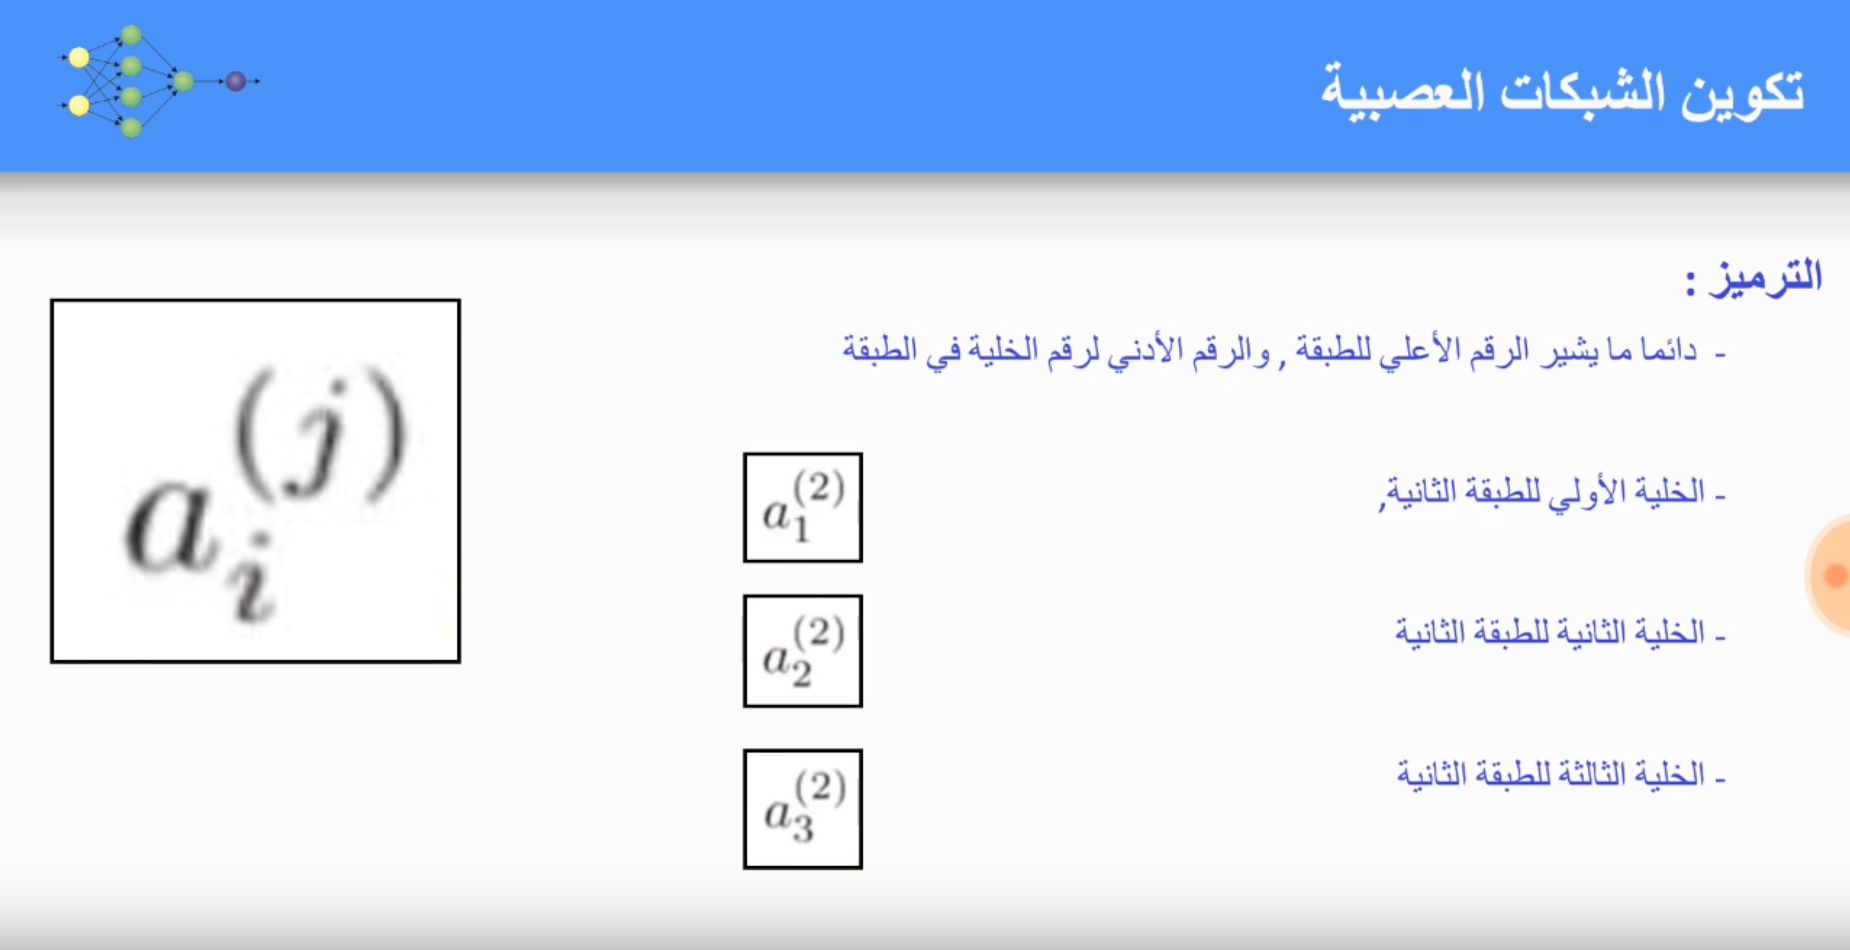 تكوين الشبكات العصبية
الترميز :
- دائما ما يشير الرقم الأعلي للطبقة , والرقم الأدني لرقم الخلية في الطبقة
a_i^(j)
- الخلية الأولي للطبقة الثانية,
a_1^(2)
- الخلية الثانية للطبقة الثانية
a_2^(2)
- الخلية الثالثة للطبقة الثانية
a_3^(2)